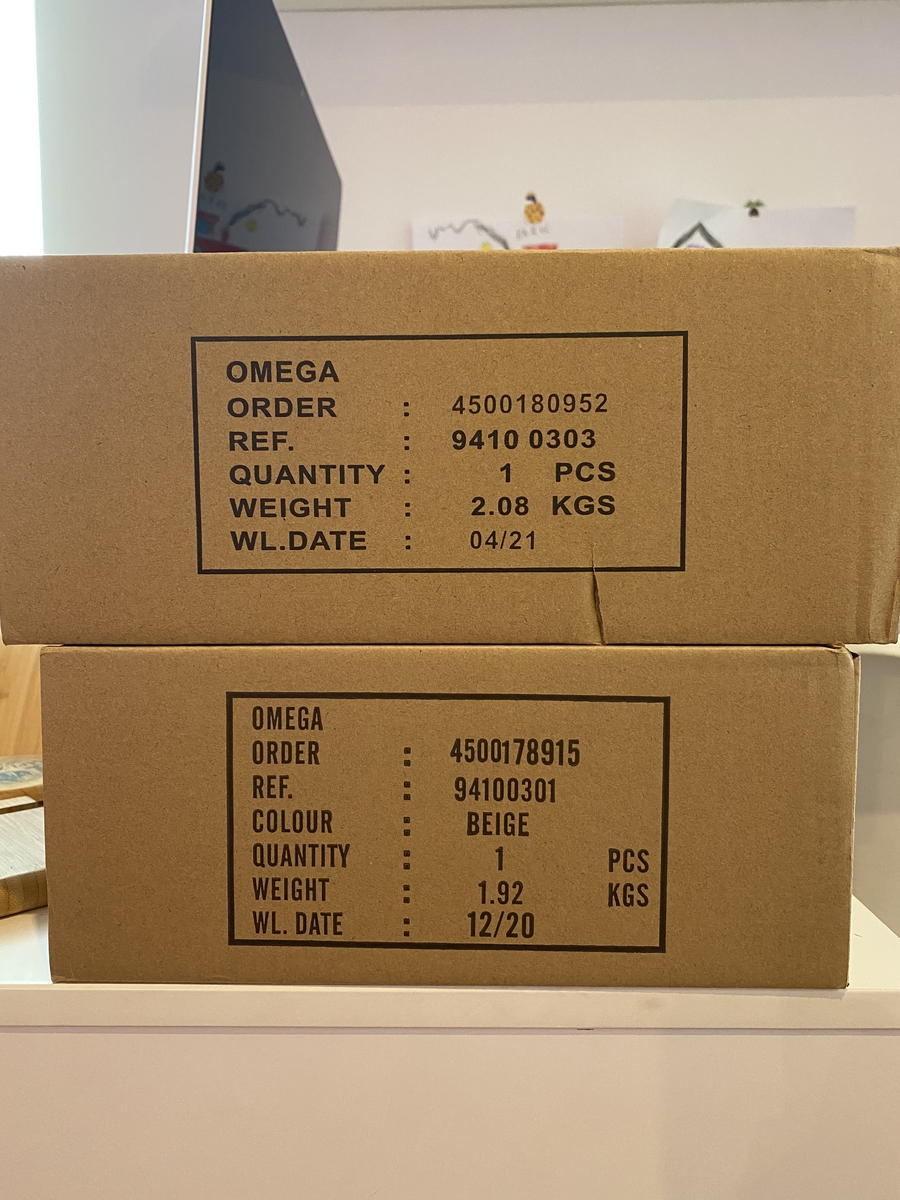 OMEGA
ORDER : 4500180952
REF. : 9410 0303
QUANTITY : 1 PCS
WEIGHT : 2.08 KGS
WL.DATE : 04/21
OMEGA
ORDER : 4500178915
REF. : 94100301
COLOUR : BEIGE
QUANTITY : 1 PCS
WEIGHT : 1.92 KGS
WL. DATE : 12/20